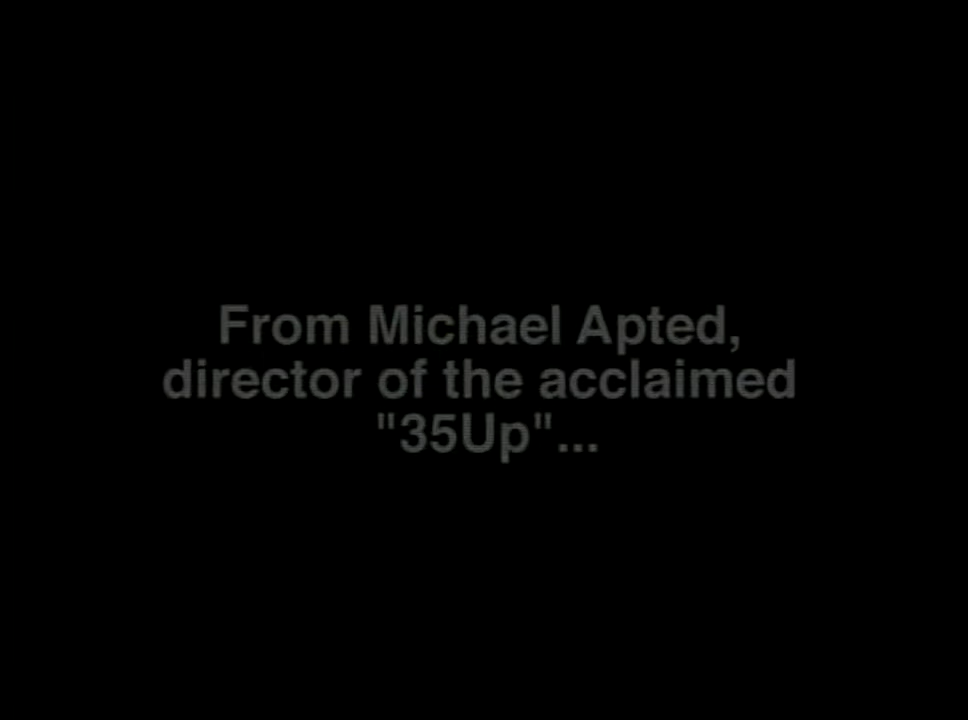 From Michael Apted,
director of the acclaimed
"35Up"...